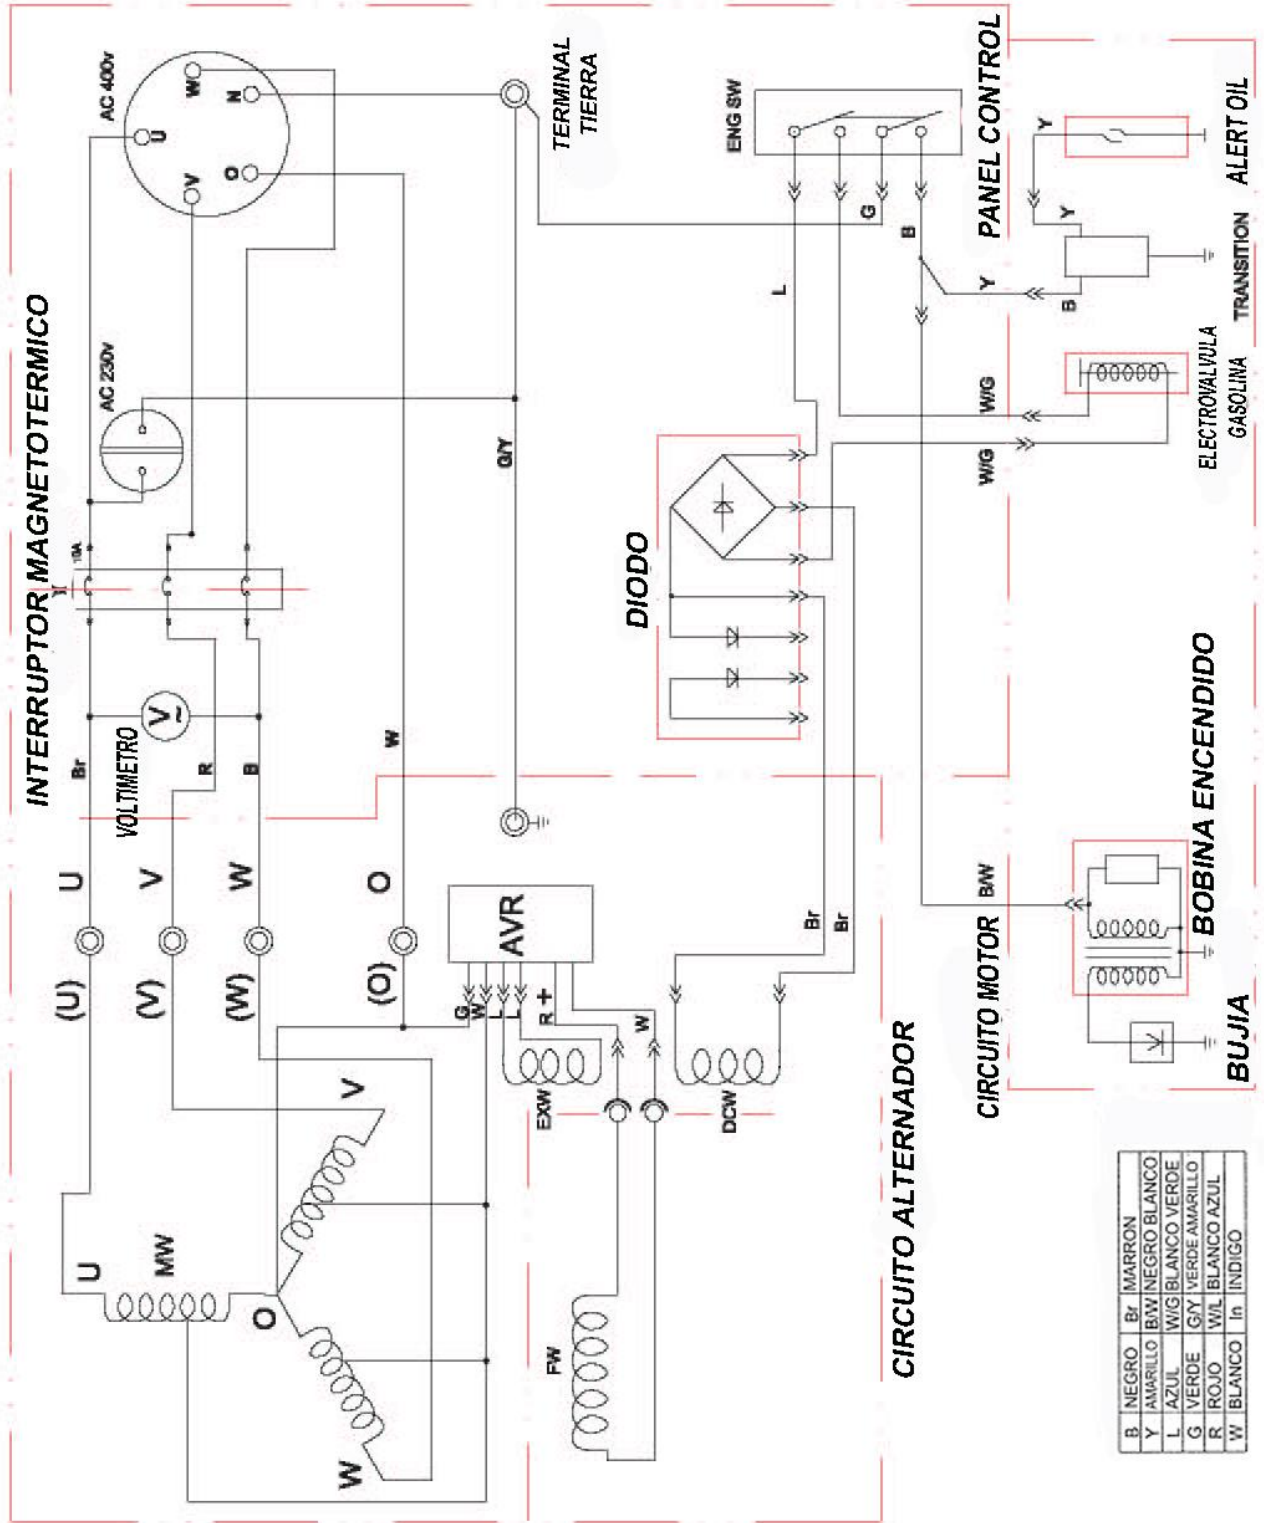 INTERRUPTOR MAGNETOTERMICO
AC 400v
U
V
W
N
O
AC 230v
10A
VOLTIMETRO
V
~
Br
R
B
W
G/Y
TERMINAL
TIERRA
ENG SW
PANEL CONTROL
L
G
B
Y
B
Y
Y
W/G
W/G
ALERT OIL
TRANSITION
ELECTROVALVULA
GASOLINA
DIODO
U
V
W
O
(U)
(V)
(W)
(O)
AVR
G
W
L
L
R +
W
EXW
DCW
Br
Br
FW
MW
U
V
W
O
CIRCUITO ALTERNADOR
CIRCUITO MOTOR
B/W
BOBINA ENCENDIDO
BUJIA
B NEGRO Br MARRON
Y AMARILLO B/W NEGRO BLANCO
L AZUL W/G BLANCO VERDE
G VERDE G/Y VERDE AMARILLO
R ROJO W/L BLANCO AZUL
W BLANCO In INDIGO